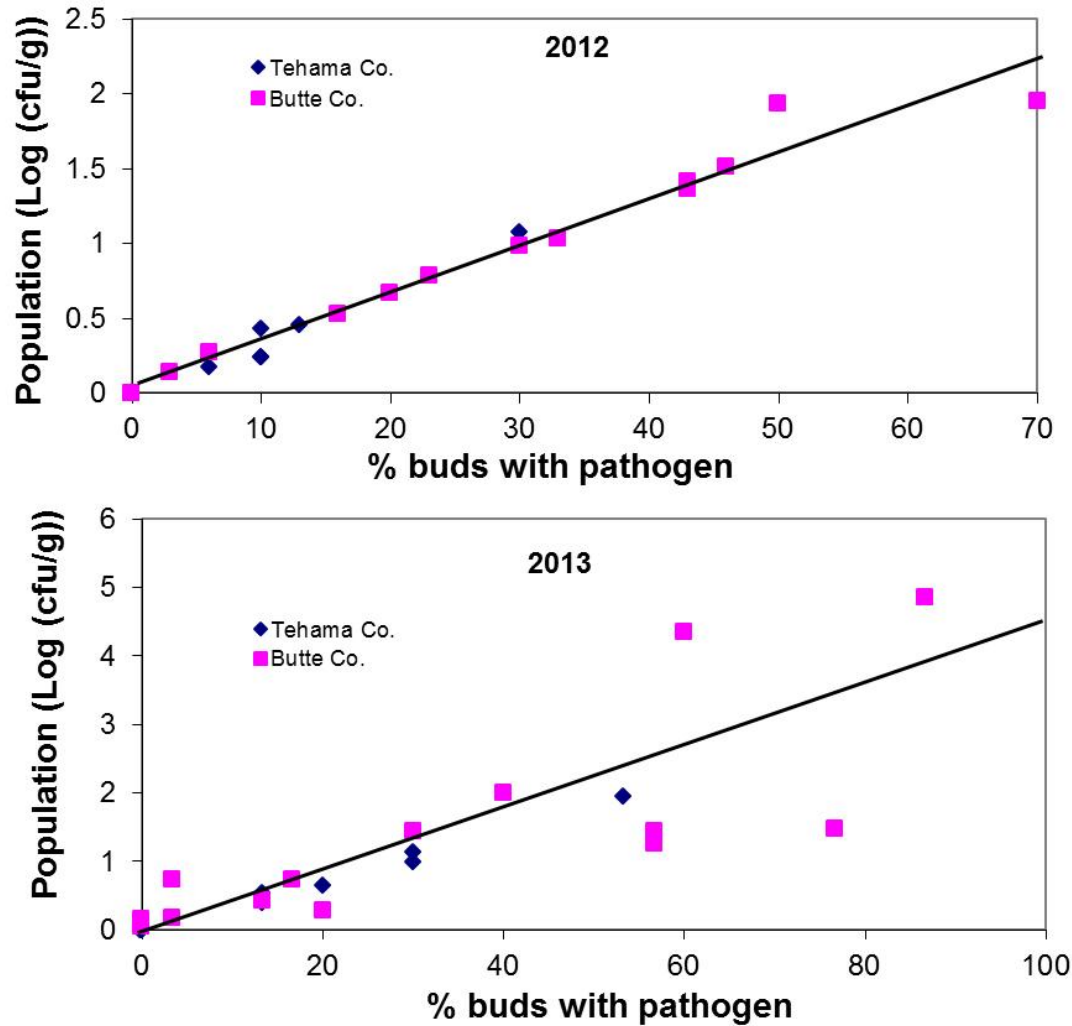 2012
Tehama Co.
Butte Co.
Population (Log (cfu/g))
2.5
2
1.5
1
0.5
0
0 10 20 30 40 50 60 70
% buds with pathogen
2013
Tehama Co.
Butte Co.
Population (Log (cfu/g))
6
5
4
3
2
1
0
0 20 40 60 80 100
% buds with pathogen